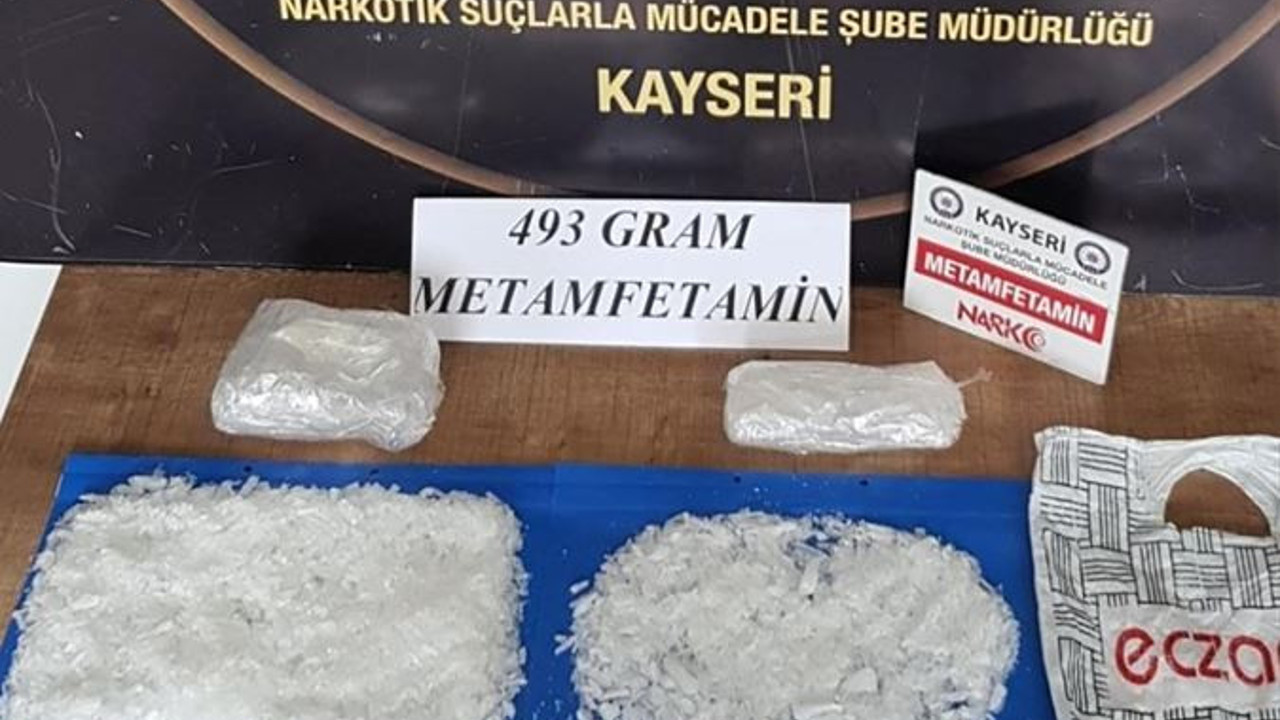 NARKOTİK SUÇLARLA MÜCADELE ŞUBE MÜDÜRLÜĞÜ
KAYSERİ
493 GRAM
METAMFETAMİN
KAYSERİ
NARKOTİK SUÇLARLA MÜCADELE
ŞUBE MÜDÜRLÜĞÜ
METAMFETAMİN
NARKO
ecza